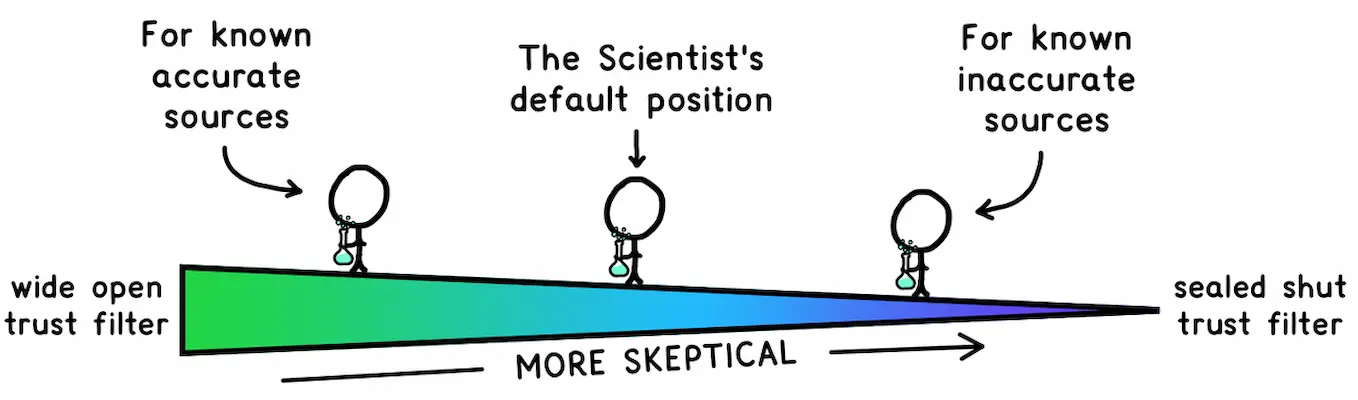 For known
accurate
sources
The Scientist's
default position
For known
inaccurate
sources
wide open
trust filter
sealed shut
trust filter
MORE SKEPTICAL